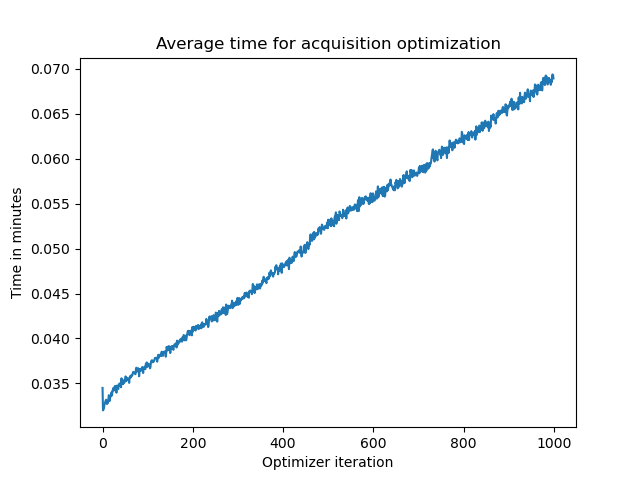 Average time for acquisition optimization
0.070
0.065
0.060
0.055
0.050
0.045
0.040
0.035
Time in minutes
0 200 400 600 800 1000
Optimizer iteration